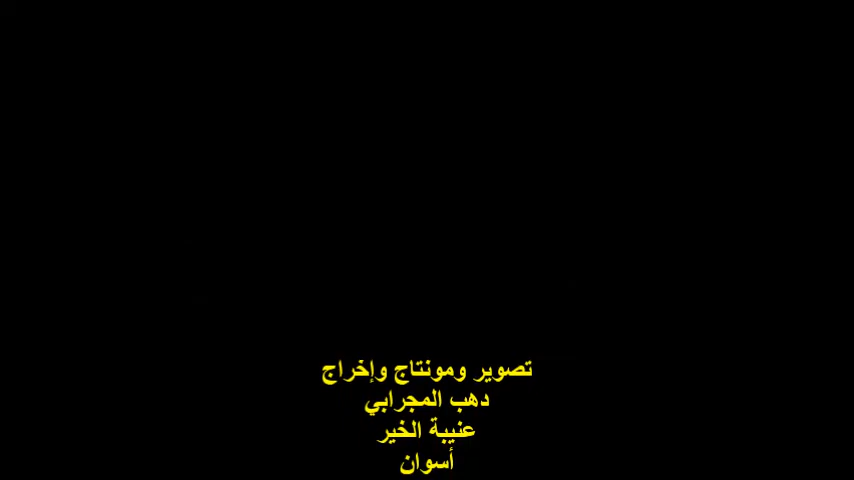 تصوير ومونتاج وإخراج
دهب المجرابي
عنيبة الخير
أسوان